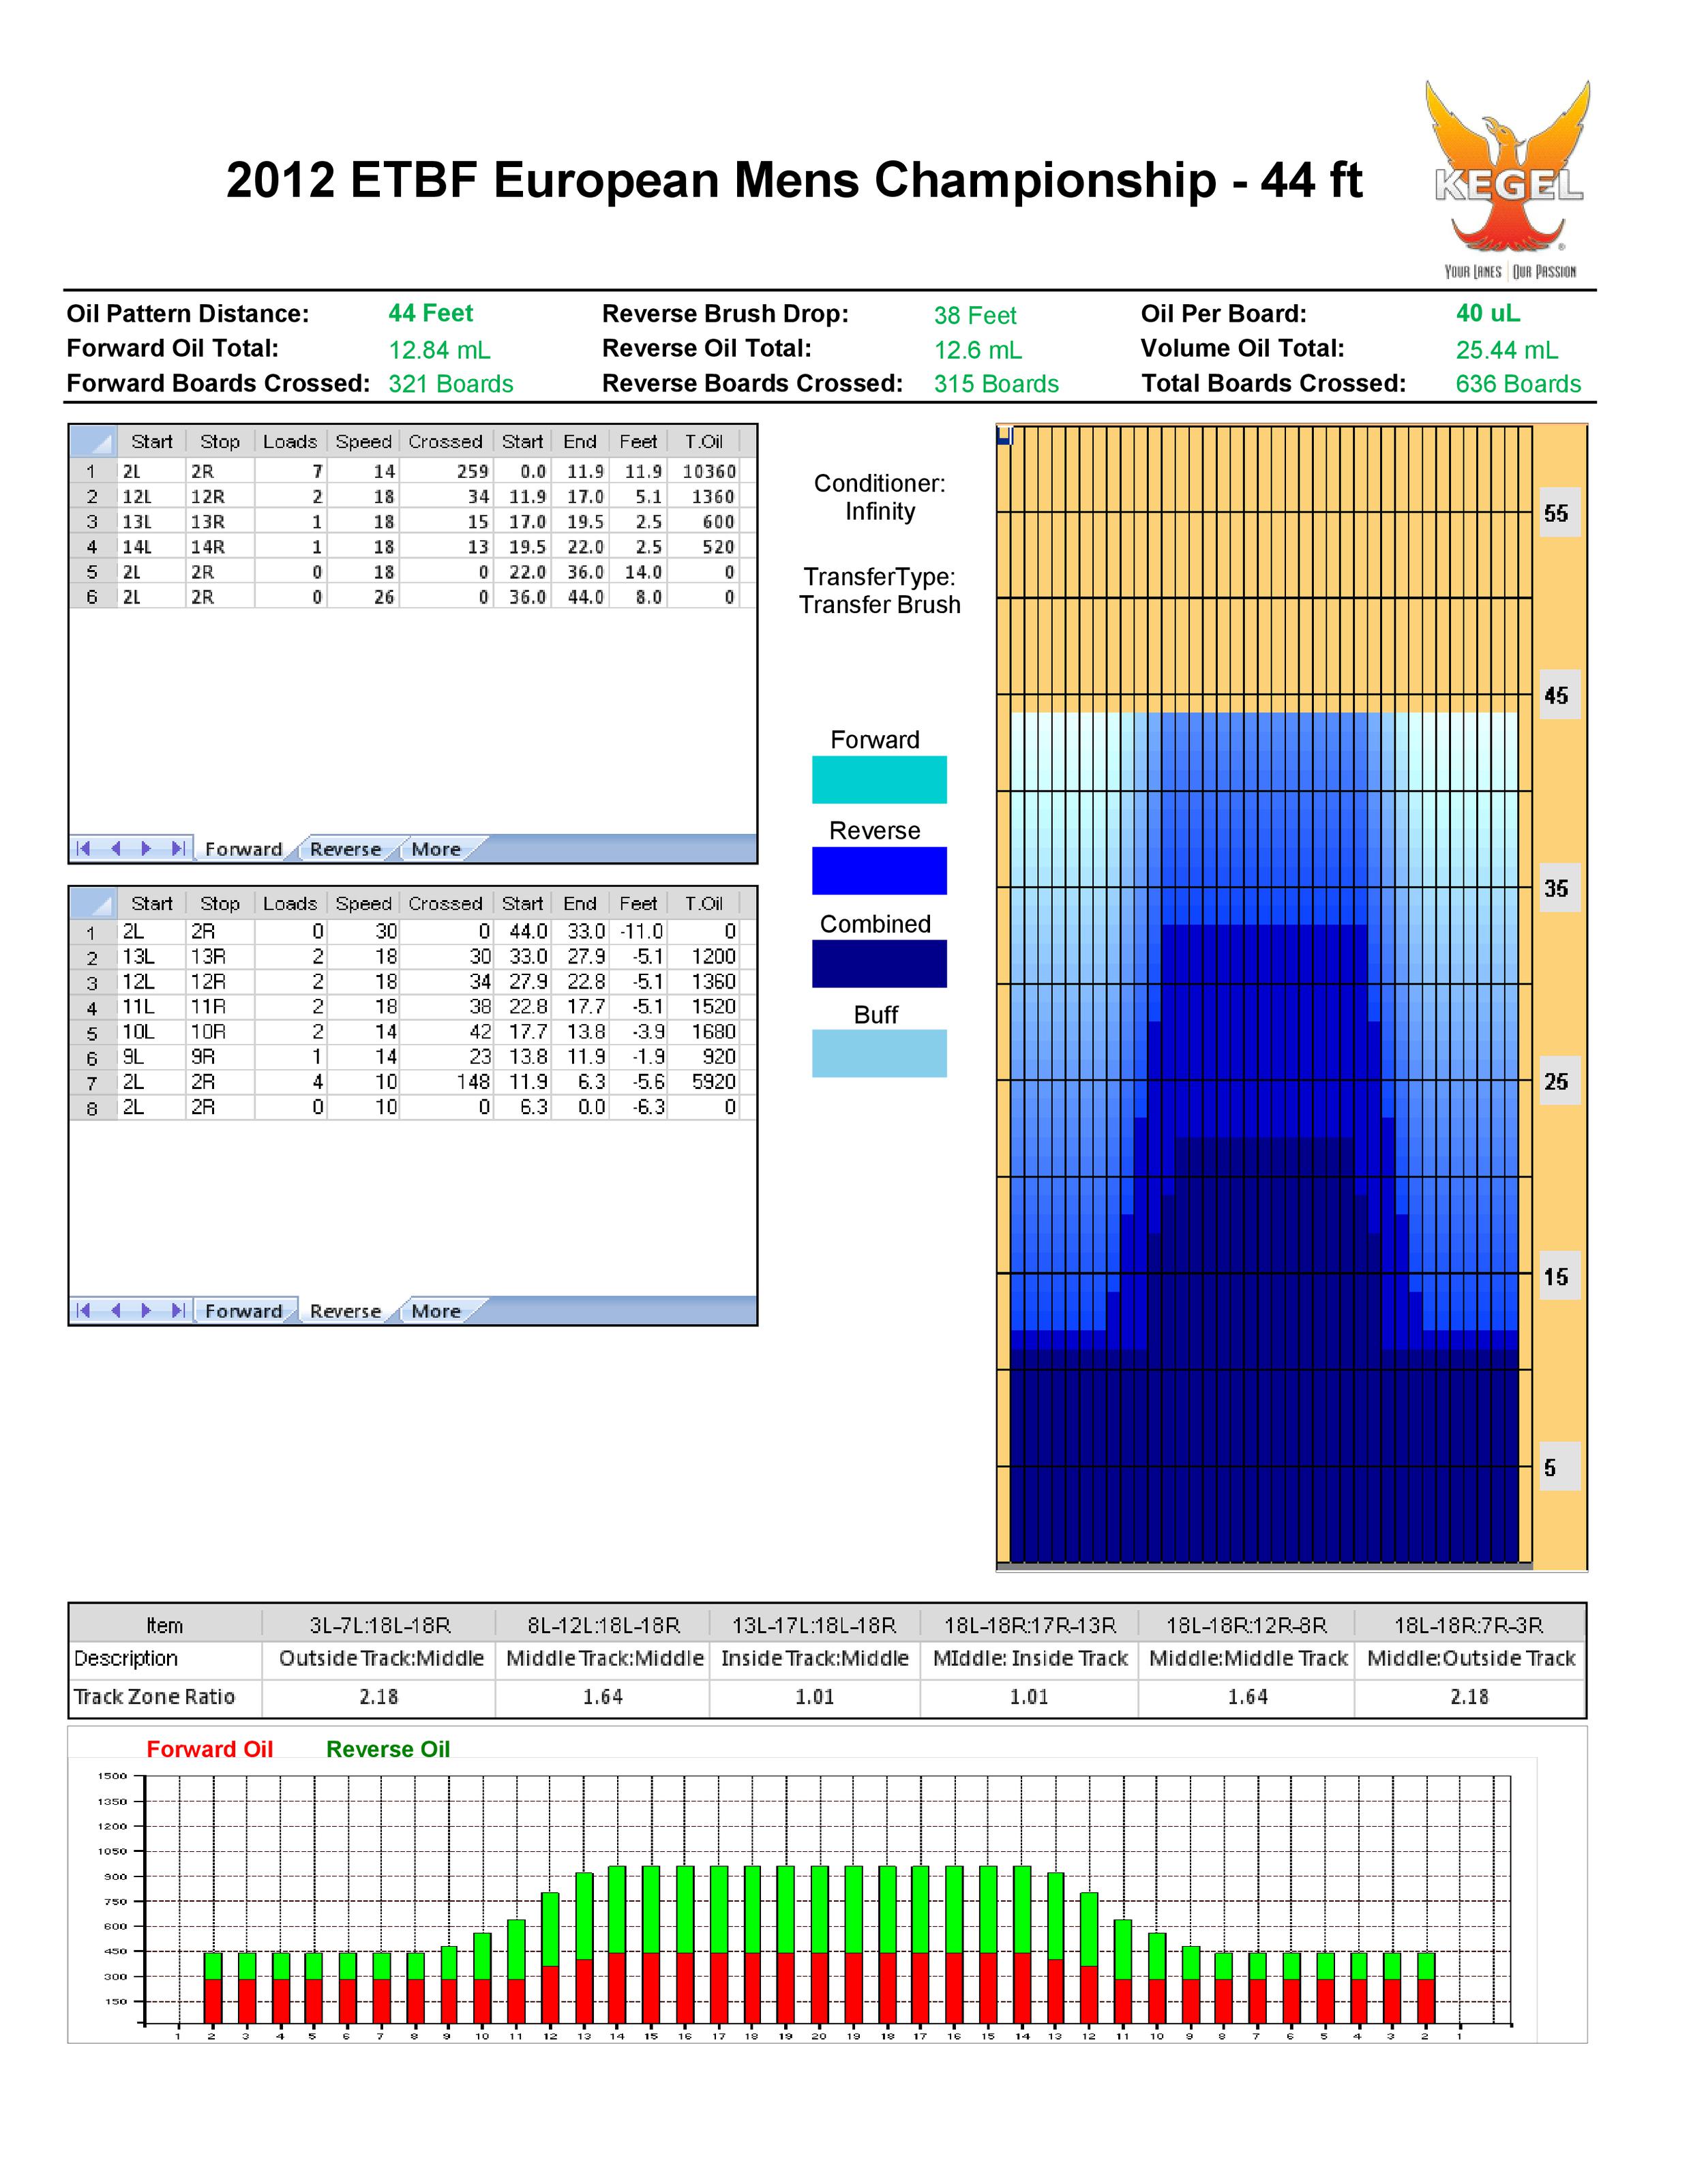 2012 ETBF European Mens Championship - 44 ft
KEGEL
YOUR LANES | OUR PASSION
Oil Pattern Distance: 44 Feet Reverse Brush Drop: 38 Feet Oil Per Board: 40 uL
Forward Oil Total: 12.84 mL Reverse Oil Total: 12.6 mL Volume Oil Total: 25.44 mL
Forward Boards Crossed: 321 Boards Reverse Boards Crossed: 315 Boards Total Boards Crossed: 636 Boards
Start Stop Loads Speed Crossed Start End Feet T.Oil
1 2L 2R 7 14 259 0.0 11.9 11.9 10360
2 12L 12R 2 18 34 11.9 17.0 5.1 1360
3 13L 13R 1 18 15 17.0 19.5 2.5 600
4 14L 14R 1 18 13 19.5 22.0 2.5 520
5 2L 2R 0 18 0 22.0 36.0 14.0 0
6 2L 2R 0 26 0 36.0 44.0 8.0 0
Forward Reverse More
Start Stop Loads Speed Crossed Start End Feet T.Oil
1 2L 2R 0 30 0 44.0 33.0 -11.0 0
2 13L 13R 2 18 30 33.0 27.9 -5.1 1200
3 12L 12R 2 18 34 27.9 22.8 -5.1 1360
4 11L 11R 2 18 38 22.8 17.7 -5.1 1520
5 10L 10R 2 14 42 17.7 13.8 -3.9 1680
6 9L 9R 1 14 23 13.8 11.9 -1.9 920
7 2L 2R 4 10 148 11.9 6.3 -5.6 5920
8 2L 2R 0 10 0 6.3 0.0 -6.3 0
Forward Reverse More
Conditioner:
Infinity
TransferType:
Transfer Brush
Forward
Reverse
Combined
Buff
55
45
35
25
15
5
Item 3L-7L:18L-18R 8L-12L:18L-18R 13L-17L:18L-18R 18L-18R:17R-13R 18L-18R:12R-8R 18L-18R:7R-3R
Description Outside Track:Middle Middle Track:Middle Inside Track:Middle MIddle: Inside Track Middle:Middle Track Middle:Outside Track
Track Zone Ratio 2.18 1.64 1.01 1.01 1.64 2.18
Forward Oil Reverse Oil
1500
1350
1200
1050
900
750
600
450
300
150
1 2 3 4 5 6 7 8 9 10 11 12 13 14 15 16 17 18 19 20 19 18 17 16 15 14 13 12 11 10 9 8 7 6 5 4 3 2 1